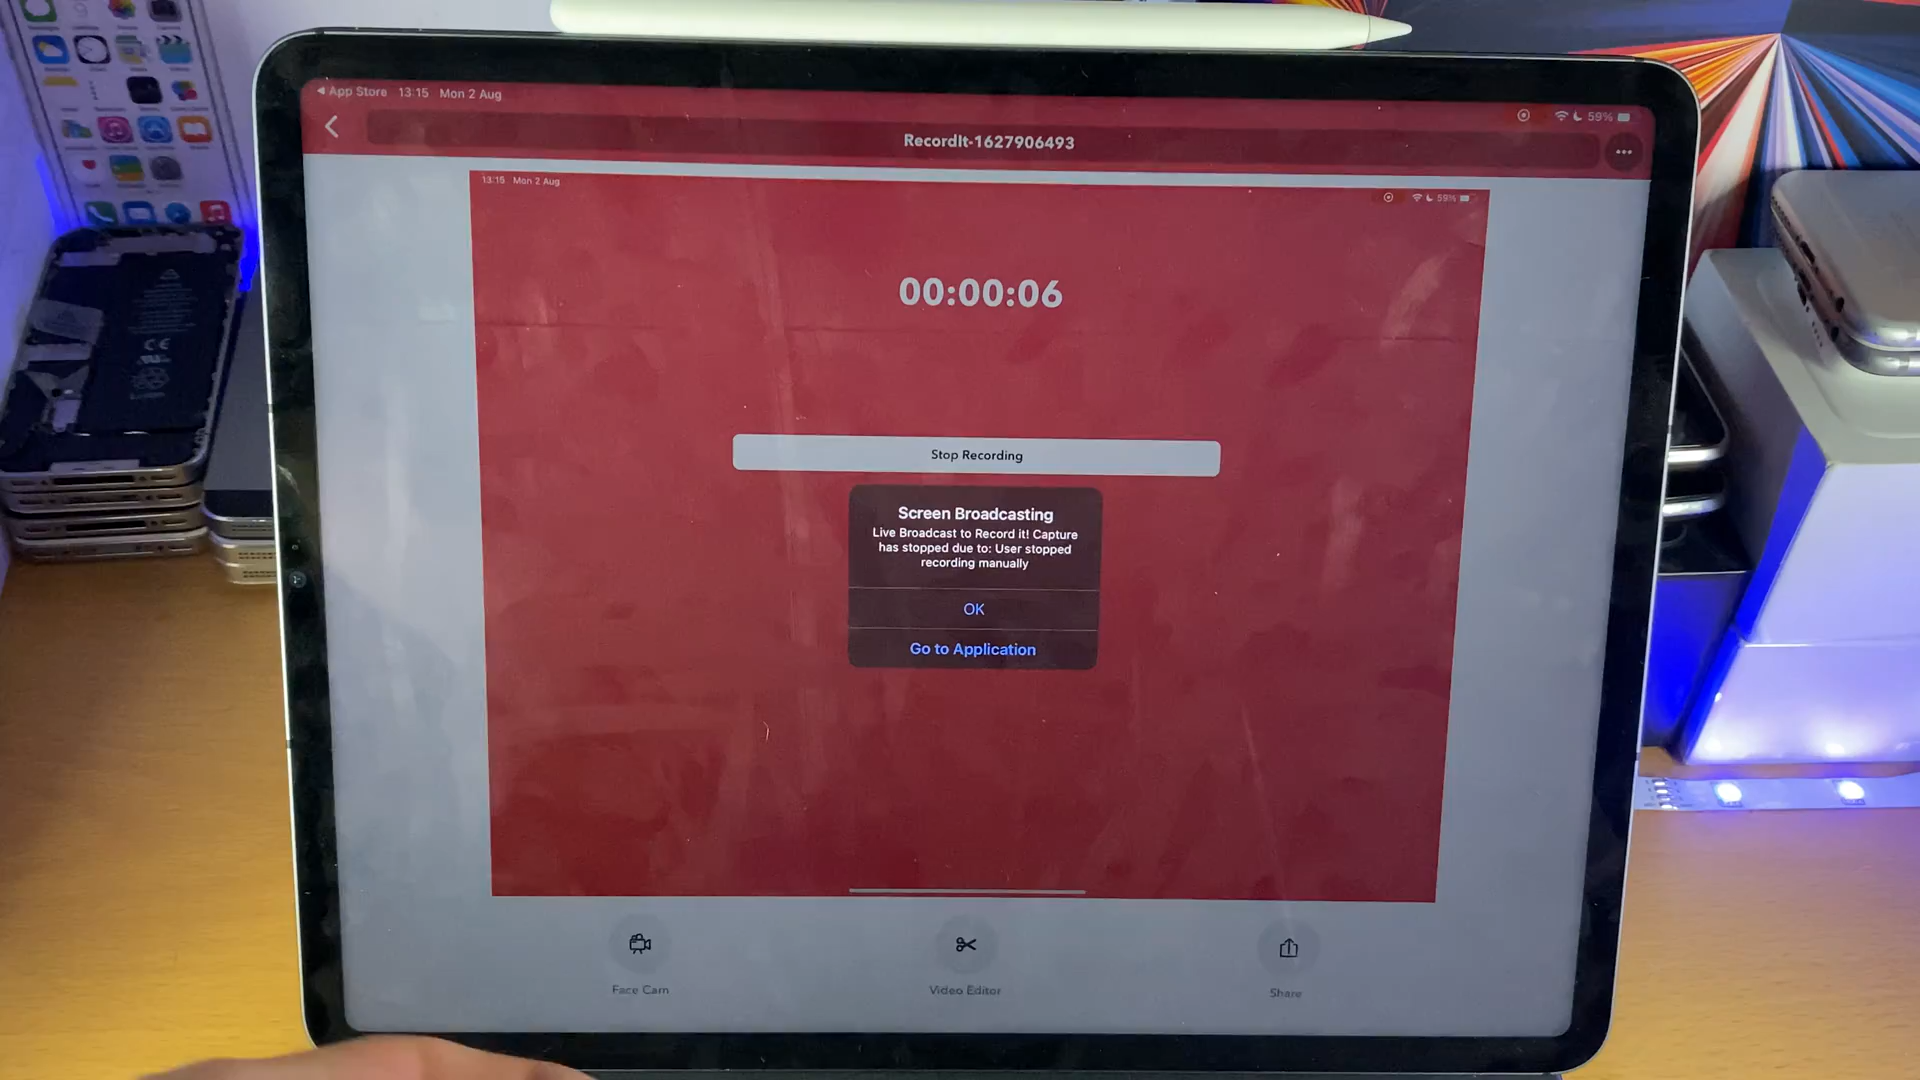 App Store 13:15 Mon 2 Aug
59%
RecordIt-1627906493
13:15 Mon 2 Aug
59%
00:00:06
Stop Recording
Screen Broadcasting
Live Broadcast to Record it! Capture
has stopped due to: User stopped
recording manually
OK
Go to Application
Face Cam
Video Editor
Share
CE